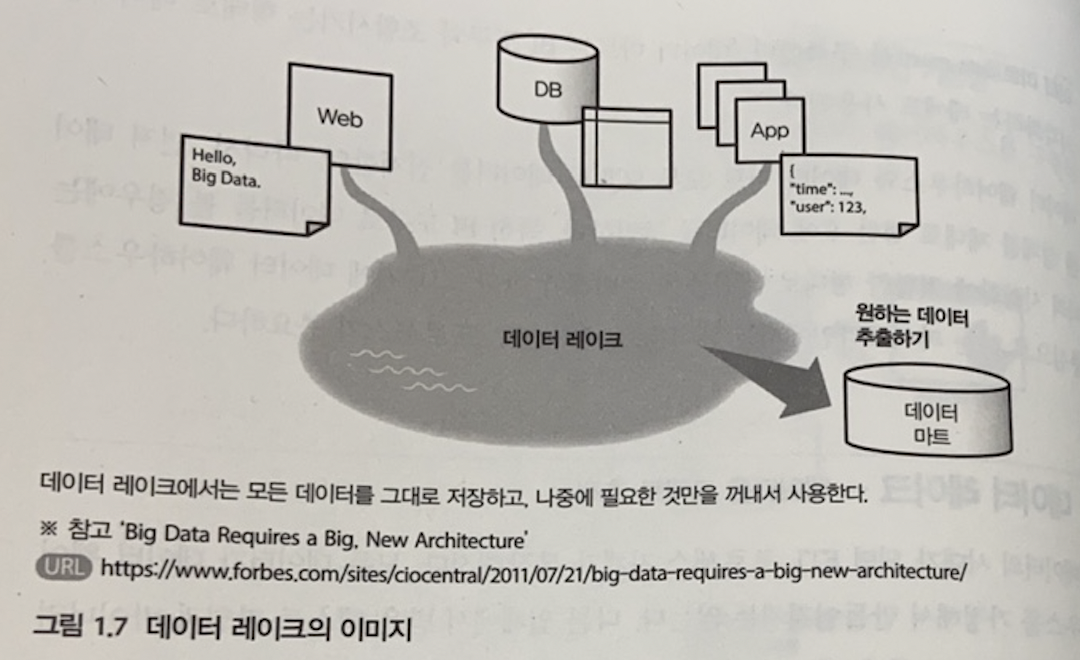 Web
Hello,
Big Data.
DB
App
{
"time": ...,
"user": 123,
데이터 레이크
원하는 데이터
추출하기
데이터
마트
데이터 레이크에서는 모든 데이터를 그대로 저장하고, 나중에 필요한 것만을 꺼내서 사용한다.
※ 참고 'Big Data Requires a Big, New Architecture'
URL https://www.forbes.com/sites/ciocentral/2011/07/21/big-data-requires-a-big-new-architecture/
그림 1.7 데이터 레이크의 이미지